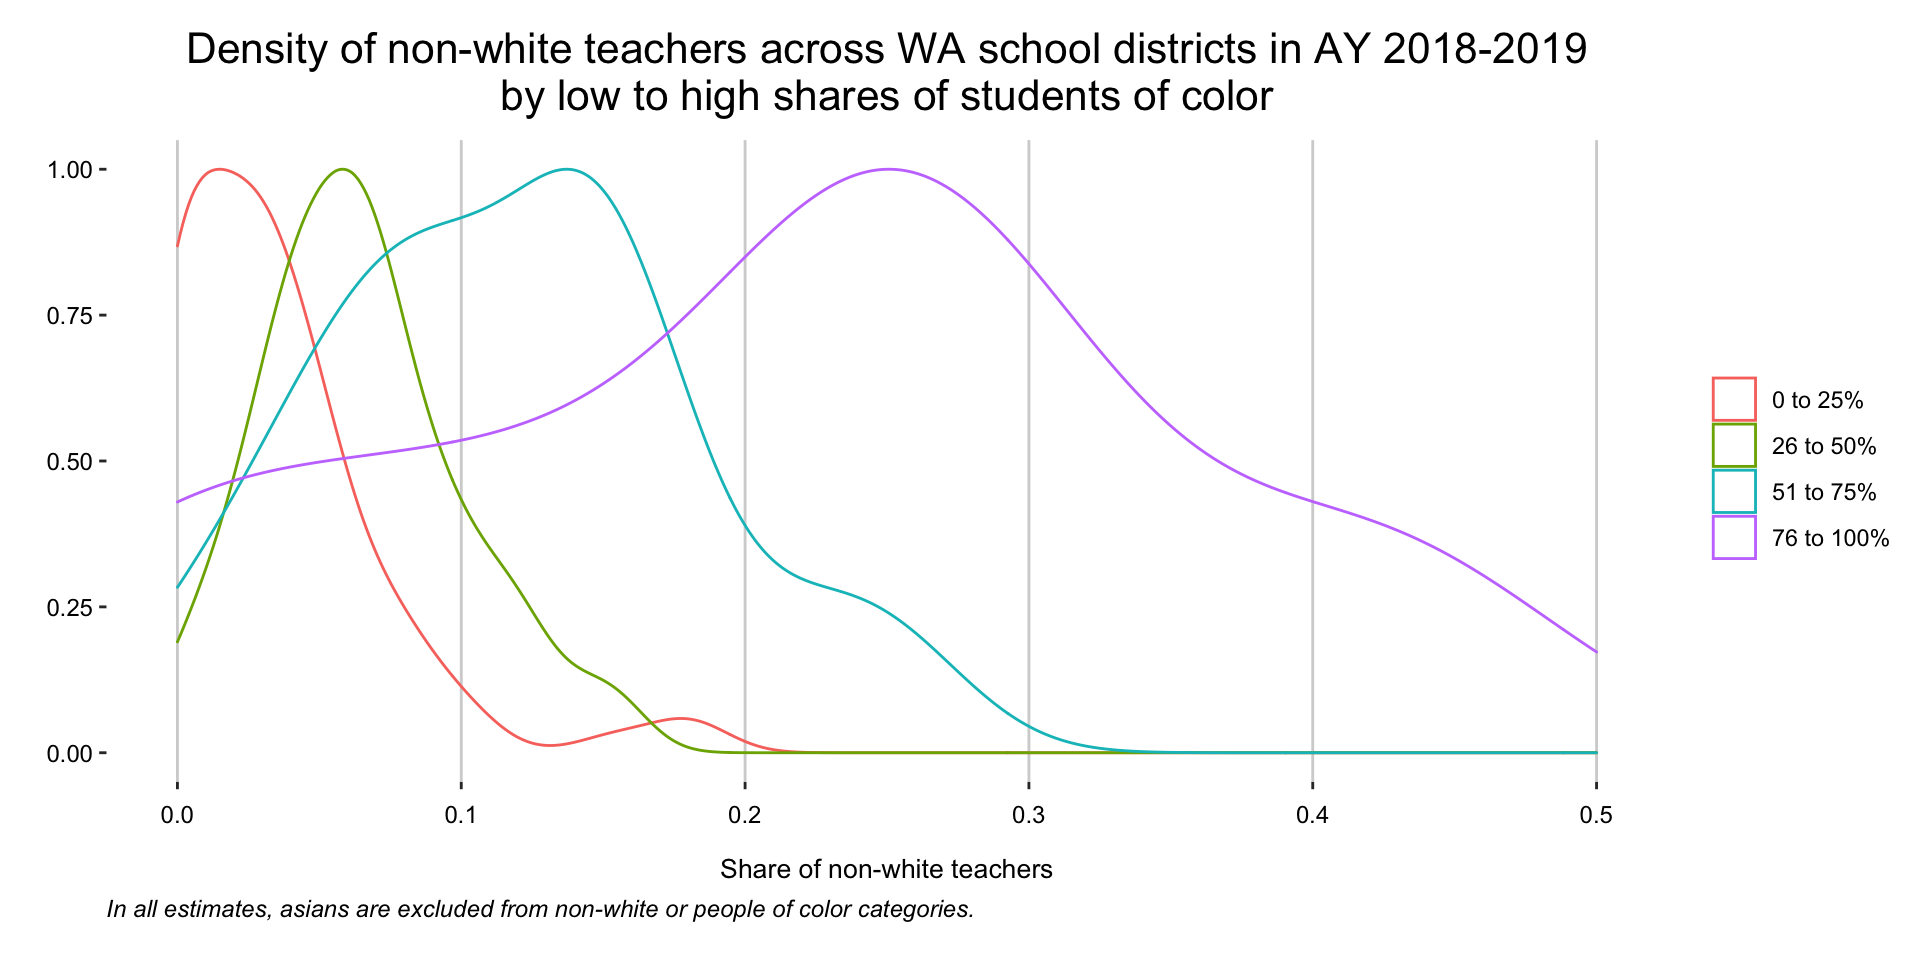 Density of non-white teachers across WA school districts in AY 2018-2019
by low to high shares of students of color
1.00
0.75
0.50
0.25
0.00
0.0 0.1 0.2 0.3 0.4 0.5
Share of non-white teachers
In all estimates, asians are excluded from non-white or people of color categories.
0 to 25%
26 to 50%
51 to 75%
76 to 100%